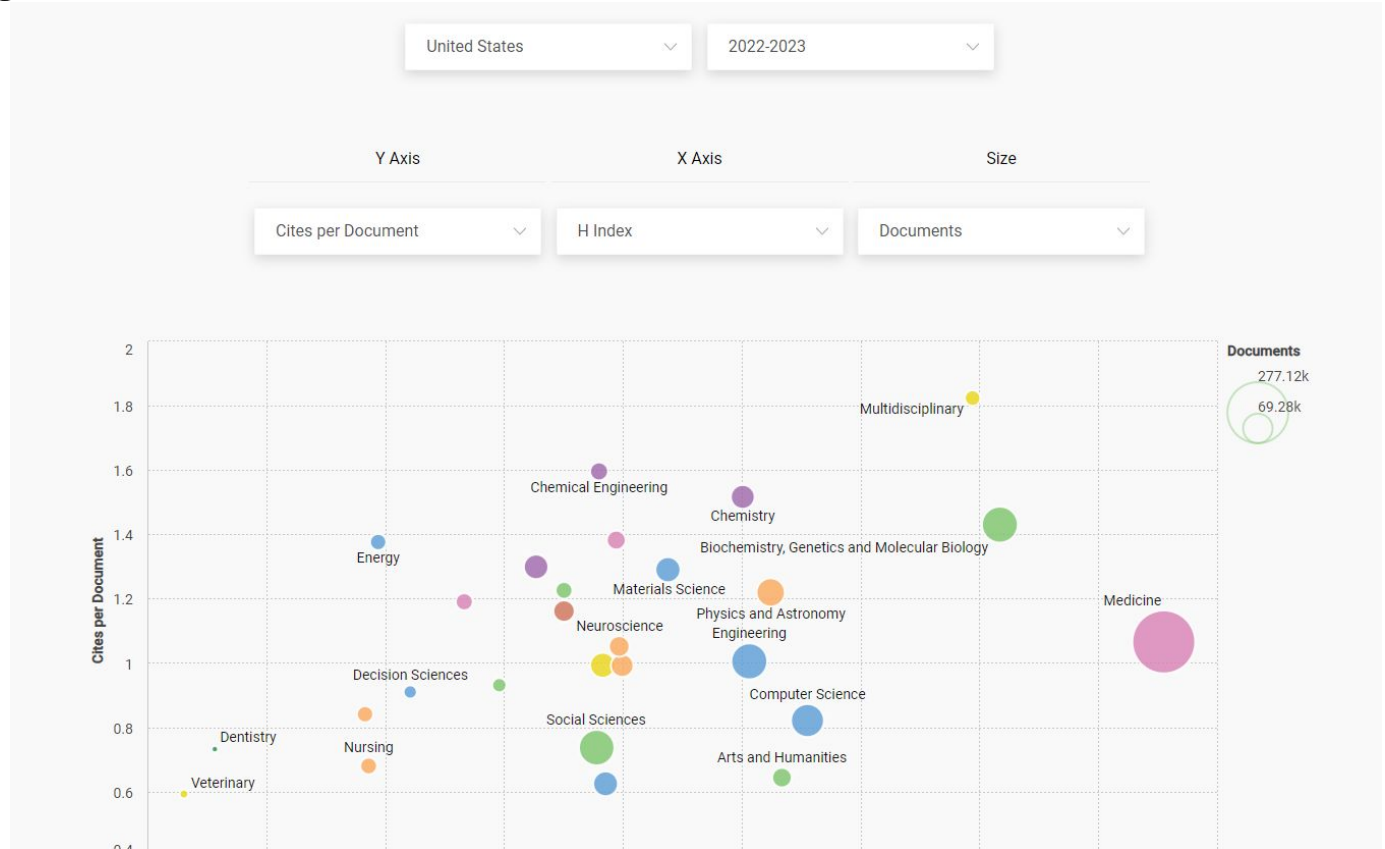 United States
2022-2023
Y Axis
X Axis
Size
Cites per Document
H Index
Documents
Documents
277.12k
69.28k
Cites per Document
2
1.8
1.6
1.4
1.2
1
0.8
0.6
Multidisciplinary
Chemical Engineering
Chemistry
Biochemistry, Genetics and Molecular Biology
Energy
Materials Science
Medicine
Physics and Astronomy
Neuroscience
Engineering
Decision Sciences
Computer Science
Social Sciences
Dentistry
Nursing
Arts and Humanities
Veterinary